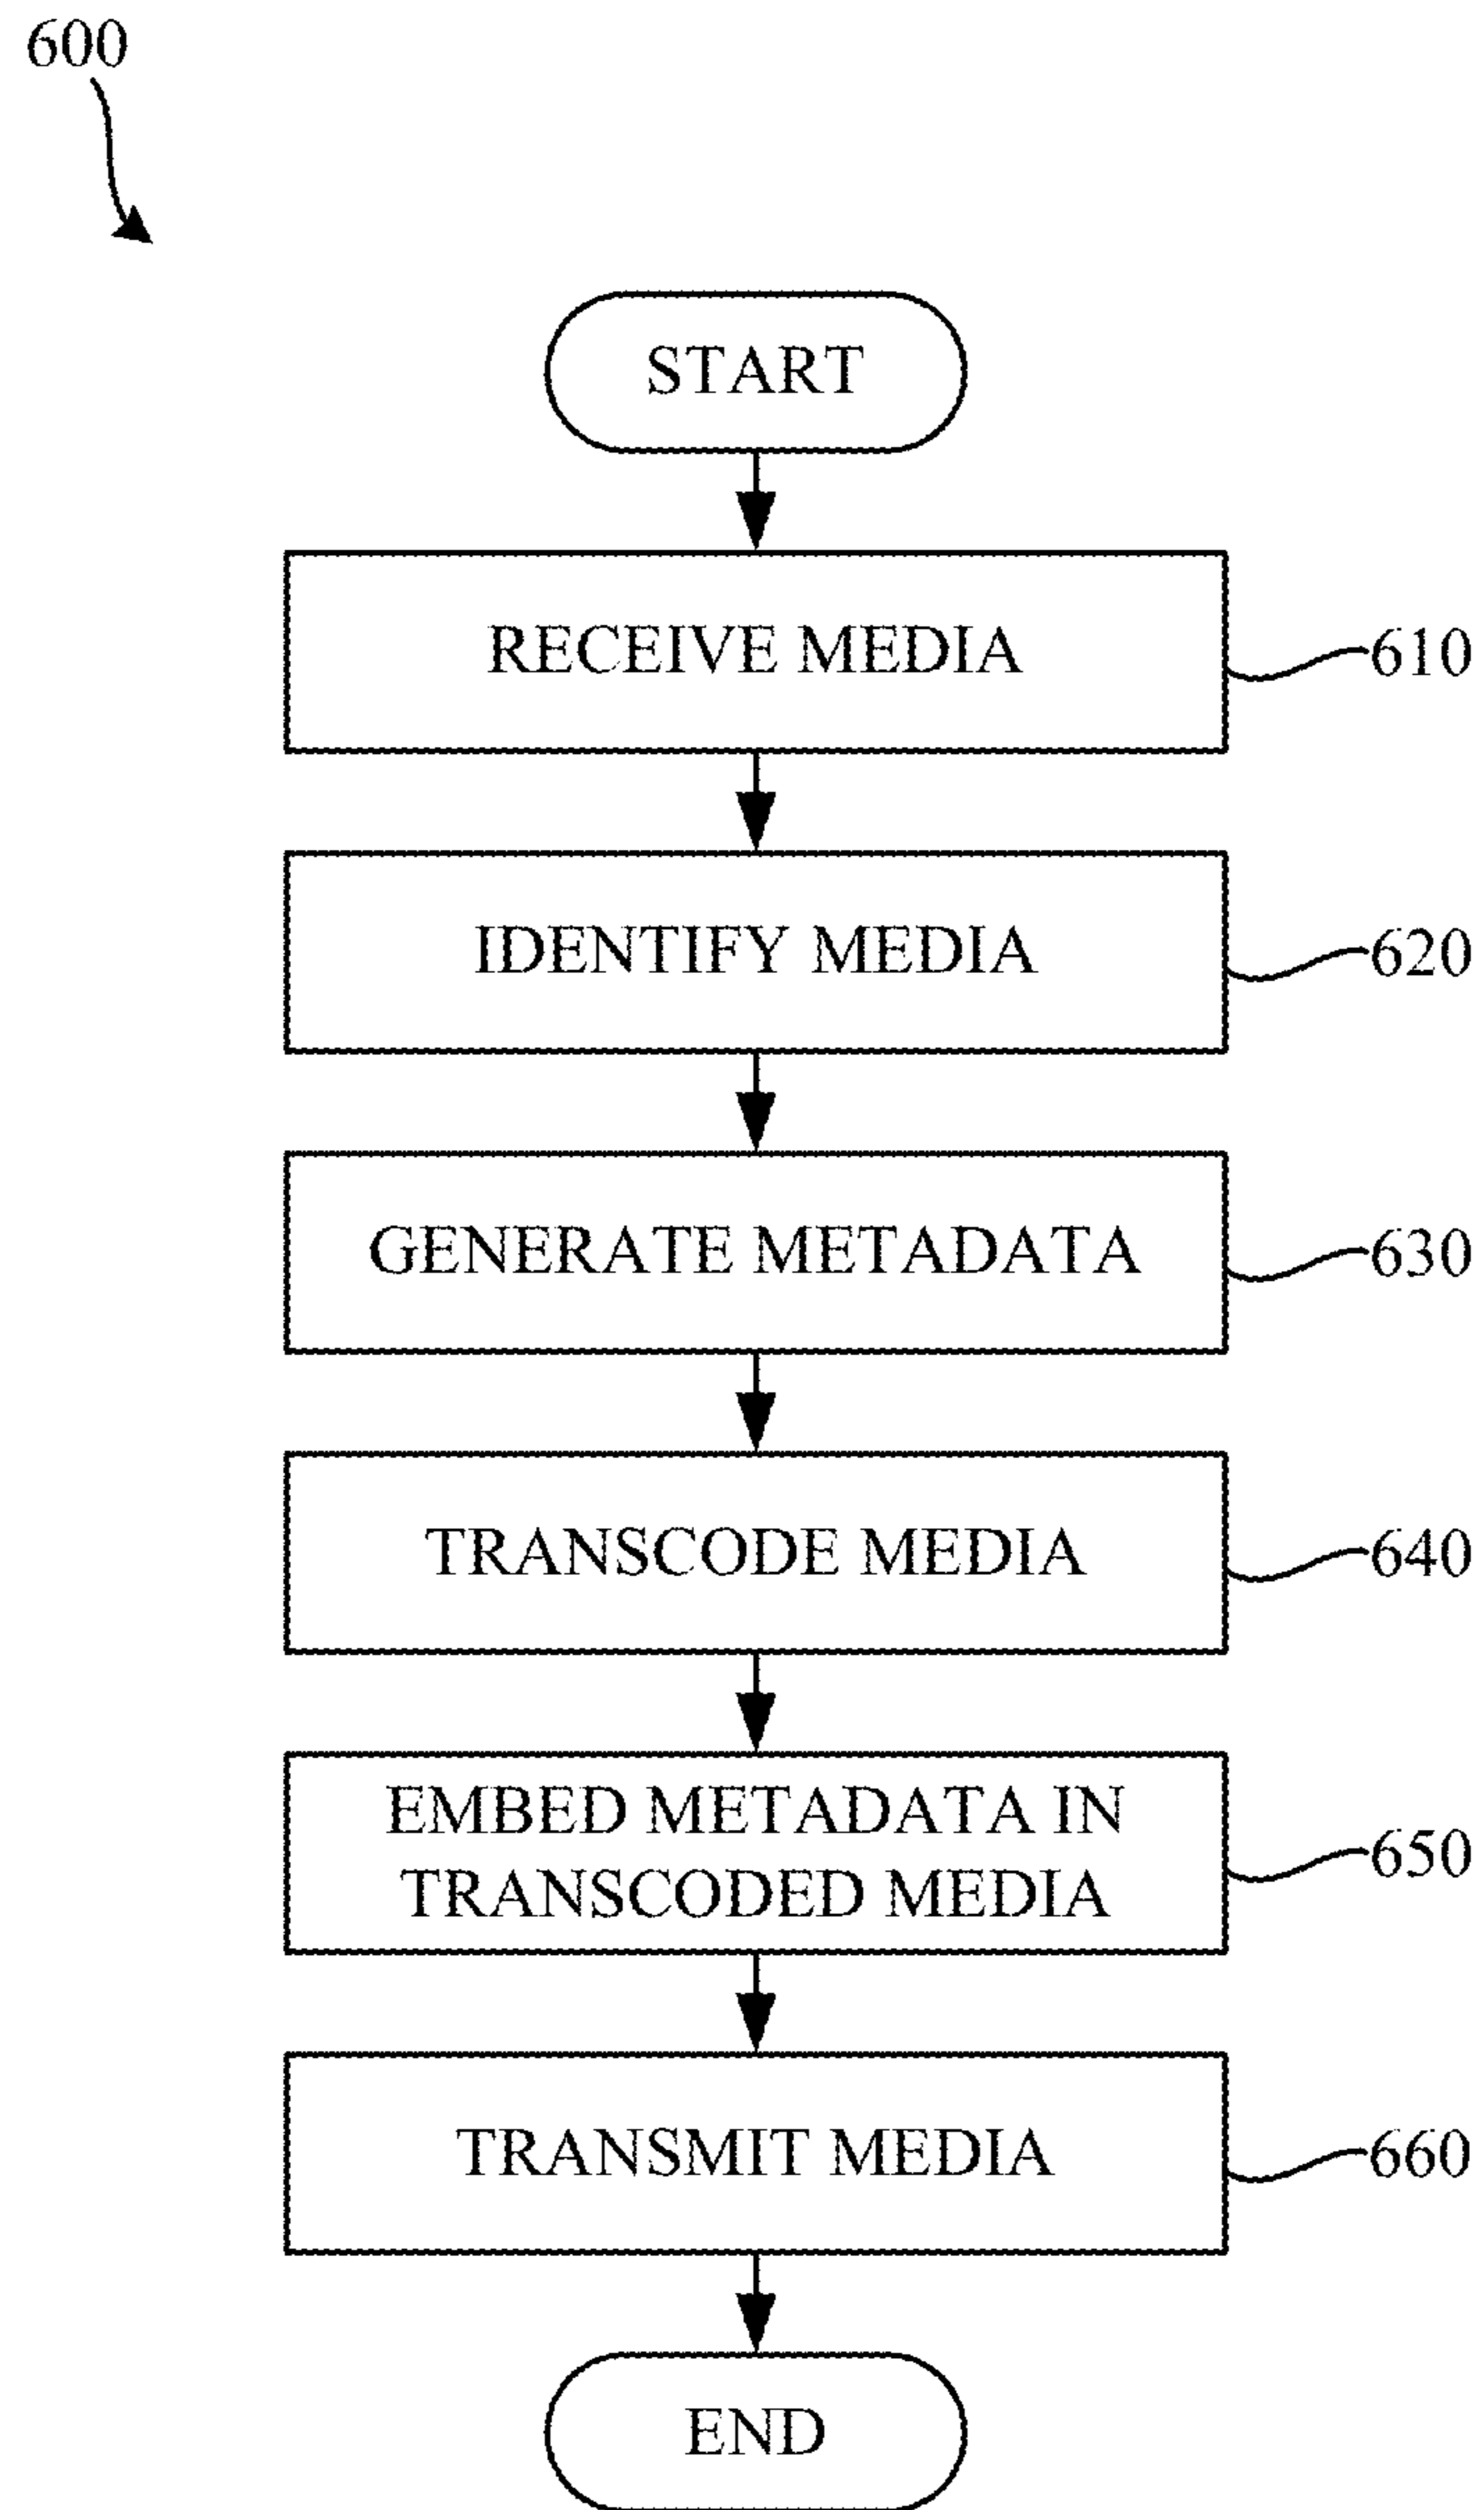 600
START
RECEIVE MEDIA
610
IDENTIFY MEDIA
620
GENERATE METADATA
630
TRANSCODE MEDIA
640
EMBED METADATA IN
TRANSCODED MEDIA
650
TRANSMIT MEDIA
660
END